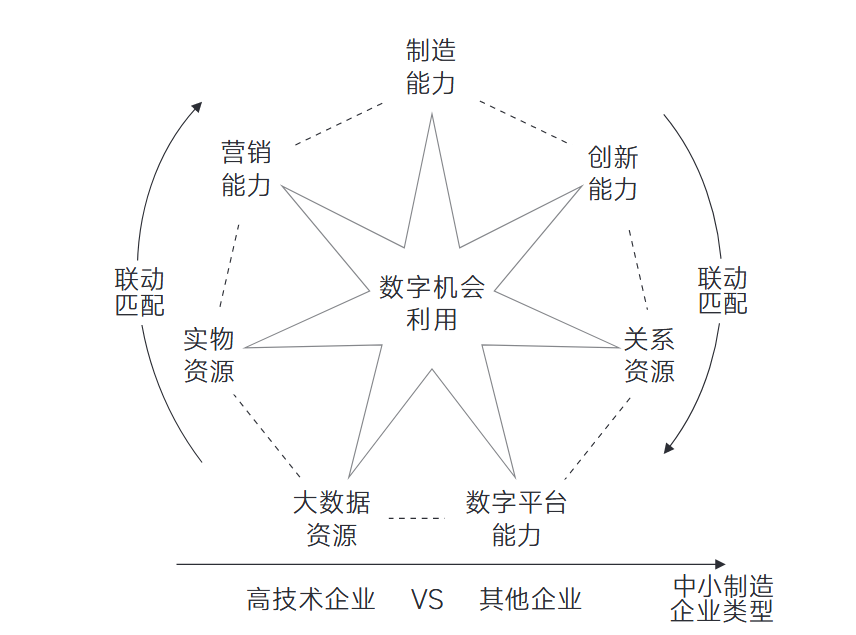 制造
能力
营销
能力
创新
能力
联动
匹配
数字机会
利用
联动
匹配
实物
资源
关系
资源
大数据
资源
数字平台
能力
高技术企业 VS 其他企业
中小制造
企业类型